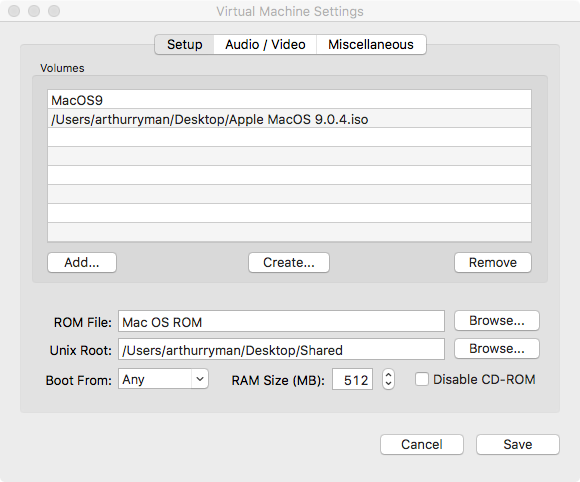 Virtual Machine Settings
Setup Audio / Video Miscellaneous
Volumes
MacOS9
/Users/arthurryman/Desktop/Apple MacOS 9.0.4.iso
Add... Create... Remove
ROM File: Mac OS ROM Browse...
Unix Root: /Users/arthurryman/Desktop/Shared Browse...
Boot From: Any RAM Size (MB): 512 Disable CD-ROM
Cancel Save